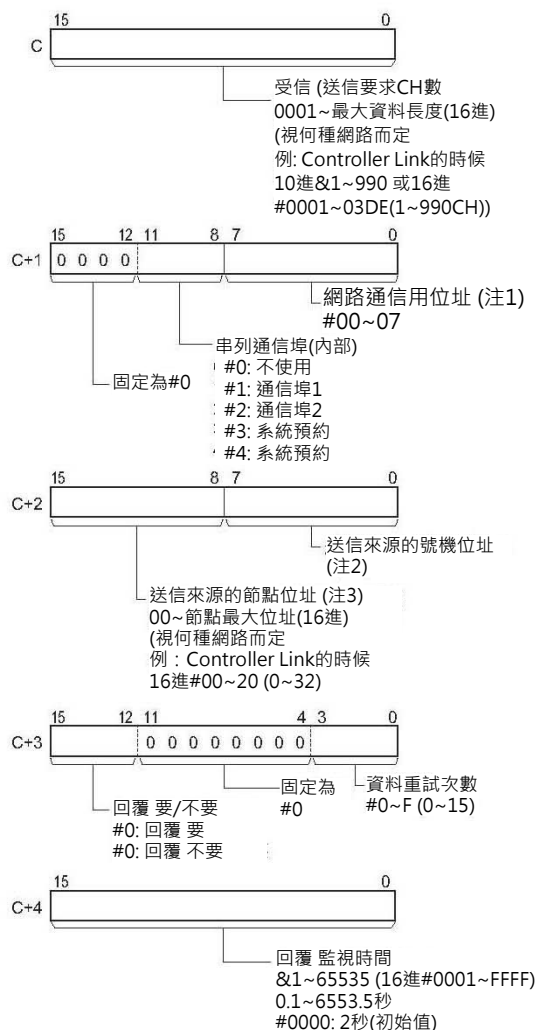 15 0
C
受信 (送信要求CH數
0001~最大資料長度(16進)
(視何種網路而定
例: Controller Link的時候
10進&1~990 或16進
#0001~03DE(1~990CH))
15 12 11 8 7 0
C+1 0 0 0 0
網路通信用位址 (注1)
#00~07
串列通信埠(內部)
#0: 不使用
固定為#0
#1: 通信埠1
#2: 通信埠2
#3: 系統預約
#4: 系統預約
15 8 7 0
C+2
送信來源的號機位址
(注2)
送信來源的節點位址 (注3)
00~節點最大位址(16進)
(視何種網路而定
例：Controller Link的時候
16進#00~20 (0~32)
15 12 11 4 3 0
C+3 0 0 0 0 0 0 0 0
固定為
#0
資料重試次數
#0~F (0~15)
回覆 要/不要
#0: 回覆 要
#0: 回覆 不要
15 0
C+4
回覆 監視時間
&1~65535 (16進#0001~FFFF)
0.1~6553.5秒
#0000: 2秒(初始值)